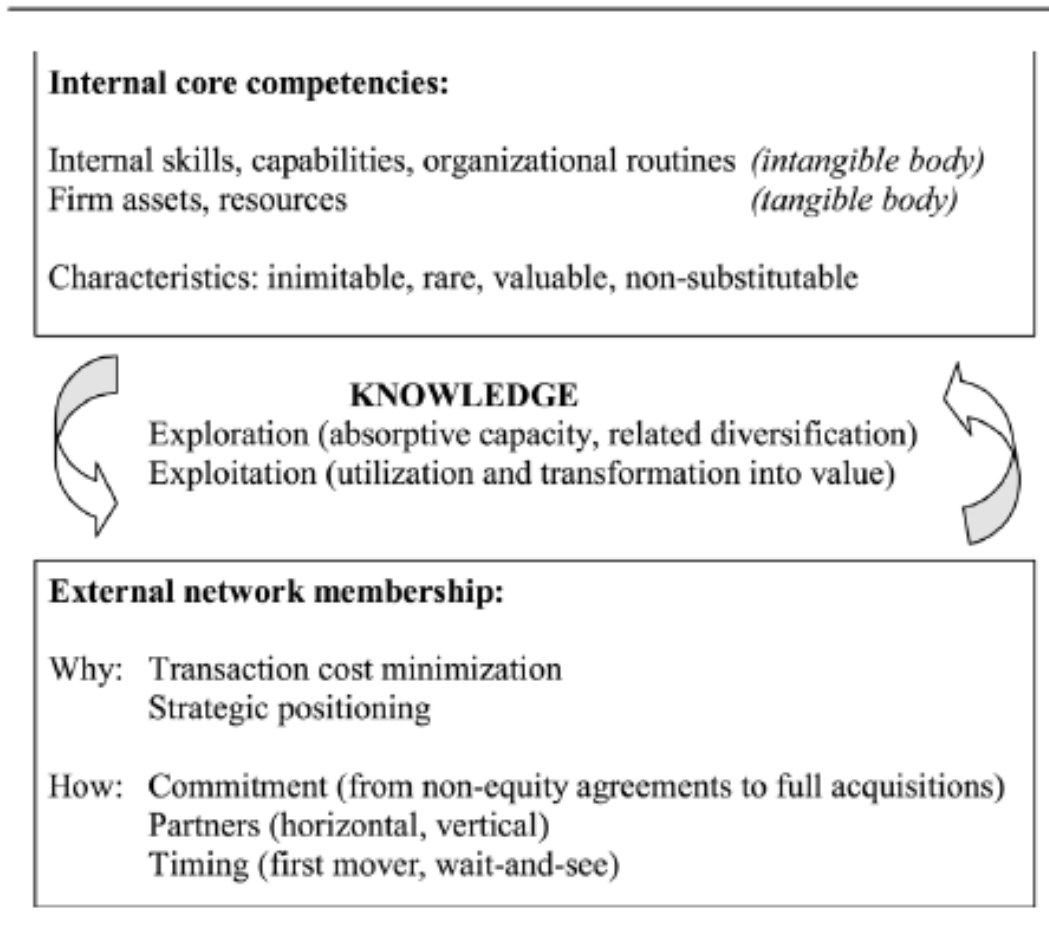 Internal core competencies:
Internal skills, capabilities, organizational routines (intangible body)
Firm assets, resources (tangible body)
Characteristics: inimitable, rare, valuable, non-substitutable
KNOWLEDGE
Exploration (absorptive capacity, related diversification)
Exploitation (utilization and transformation into value)
External network membership:
Why: Transaction cost minimization
Strategic positioning
How: Commitment (from non-equity agreements to full acquisitions)
Partners (horizontal, vertical)
Timing (first mover, wait-and-see)